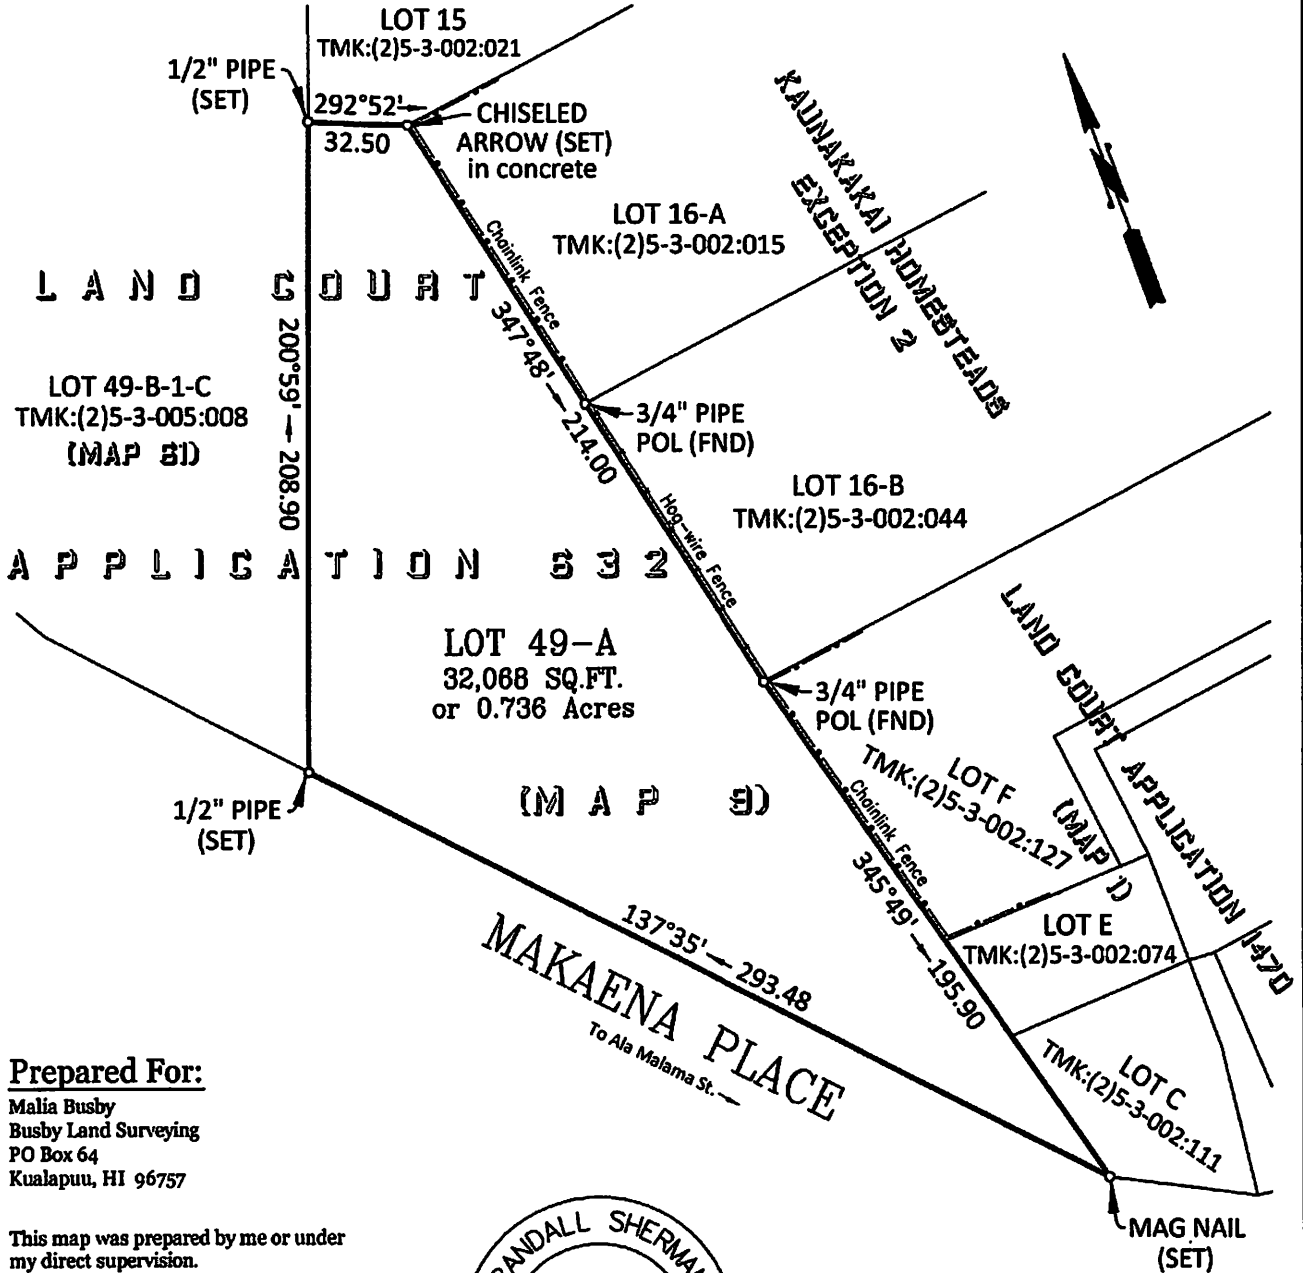 LOT 15
TMK:(2)5-3-002:021
1/2" PIPE
(SET)
292°52'
32.50
CHISELED
ARROW (SET)
in concrete
KAUNAKAKAI HOMESTEADS
EXCEPTION 2
LOT 16-A
TMK:(2)5-3-002:015
Chainlink Fence
LAND COURT
347°48'
214.00
200°59'
208.90
LOT 49-B-1-C
TMK:(2)5-3-005:008
3/4" PIPE
POL (FND)
LOT 16-B
TMK:(2)5-3-002:044
Hog-wire Fence
APPLICATION 632
LOT 49-A
32,068 SQ.FT.
or 0.736 Acres
LAND COURT APPLICATION 1470
(MAP 1)
3/4" PIPE
POL (FND)
LOT F
TMK:(2)5-3-002:127
(MAP 9)
1/2" PIPE
(SET)
Chainlink Fence
345°49'
195.90
LOT E
TMK:(2)5-3-002:074
137°35'
293.48
MAKAENA PLACE
To Ala Malama St.
LOT C
TMK:(2)5-3-002:111
MAG NAIL
(SET)
Prepared For:
Malia Busby
Busby Land Surveying
PO Box 64
Kualapuu, HI 96757
This map was prepared by me or under
my direct supervision.
RANDALL SHERMAN